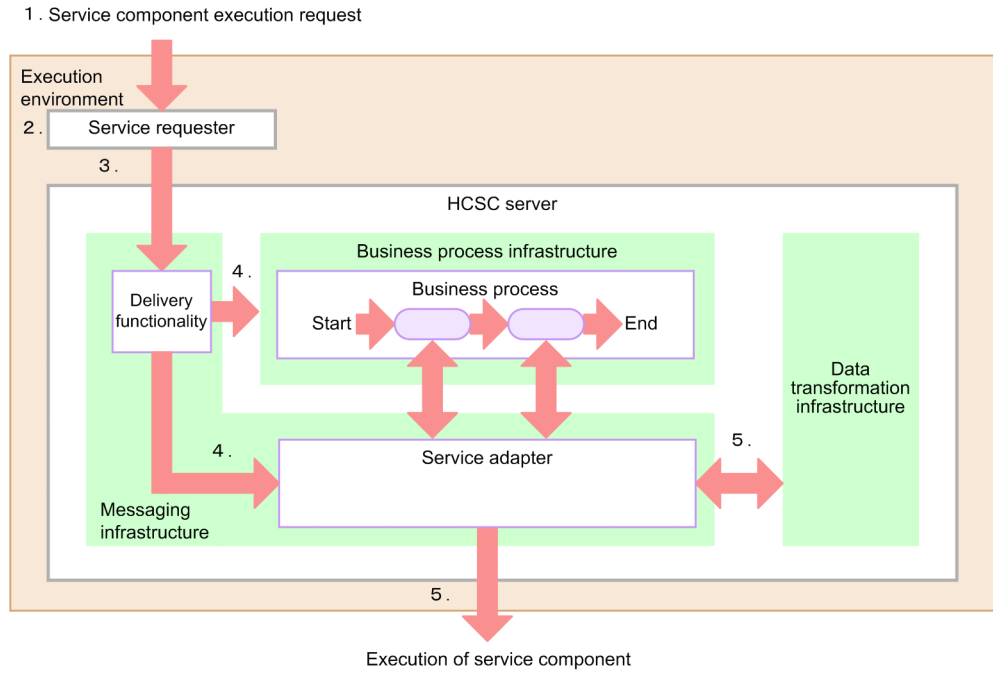 1. Service component execution request
Execution
environment
2.
Service requester
3.
HCSC server
Business process infrastructure
4.
Business process
Delivery
functionality
Start
End
Data
transformation
infrastructure
4.
Service adapter
5.
Messaging
infrastructure
5.
Execution of service component